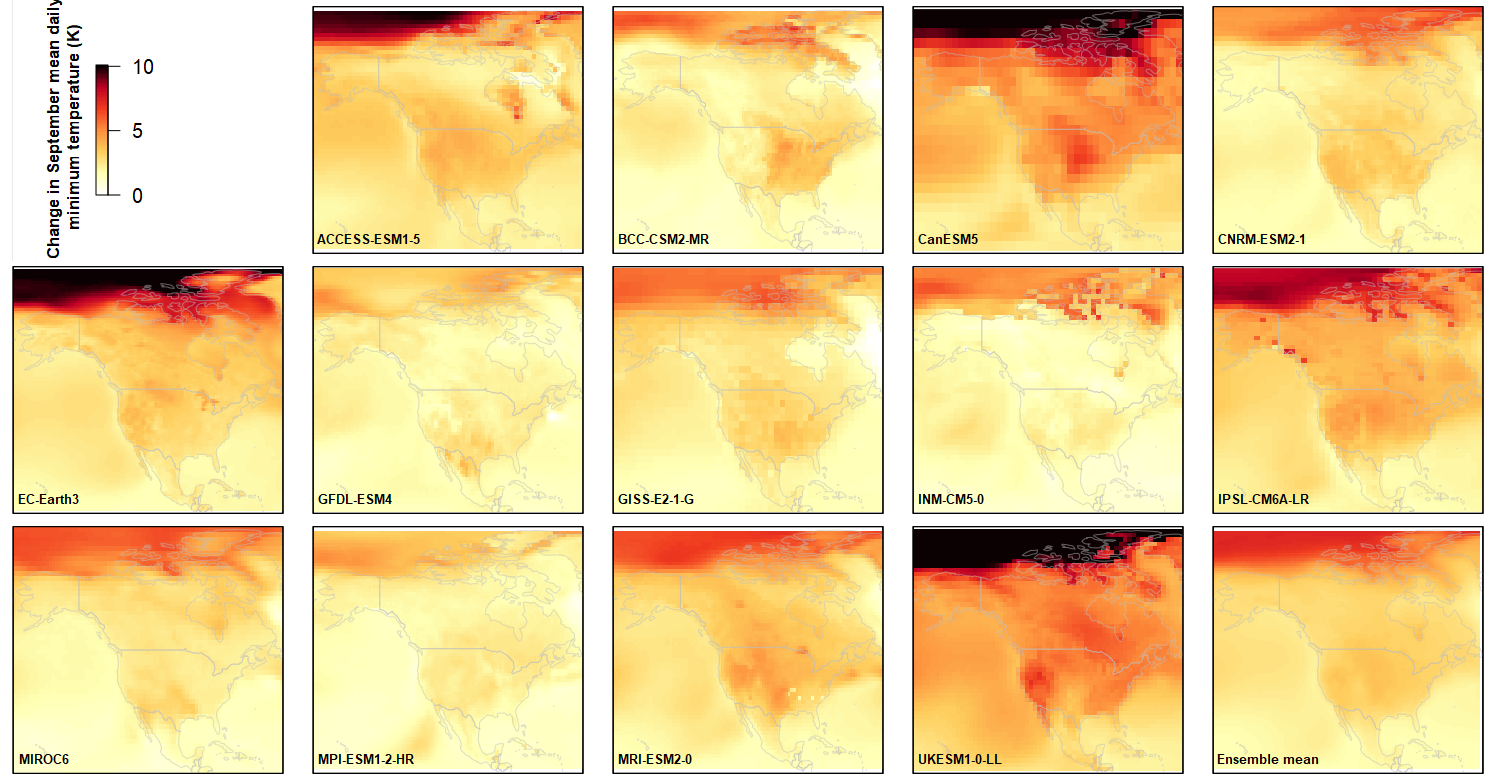 Change in September mean daily
minimum temperature (K)
10
5
0
ACCESS-ESM1-5
BCC-CSM2-MR
CanESM5
CNRM-ESM2-1
EC-Earth3
GFDL-ESM4
GISS-E2-1-G
INM-CM5-0
IPSL-CM6A-LR
MIROC6
MPI-ESM1-2-HR
MRI-ESM2-0
UKESM1-0-LL
Ensemble mean